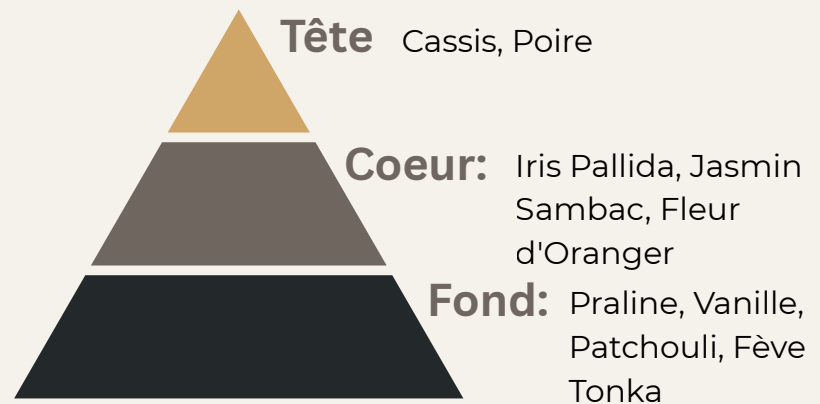 Tête Cassis, Poire
Coeur: Iris Pallida, Jasmin
Sambac, Fleur
d'Oranger
Fond: Praline, Vanille,
Patchouli, Fève
Tonka